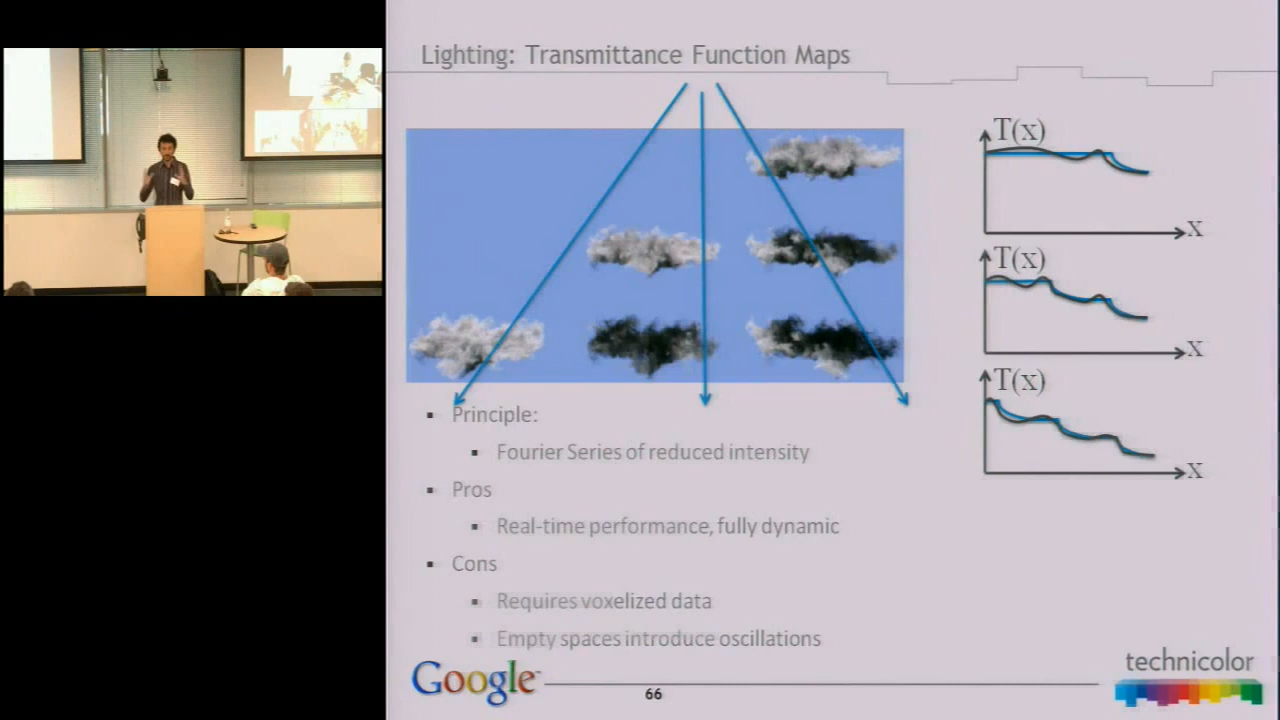 Lighting: Transmittance Function Maps
T(x)
x
T(x)
x
T(x)
x
▪ Principle:
▪ Fourier Series of reduced intensity
▪ Pros
▪ Real-time performance, fully dynamic
▪ Cons
▪ Requires voxelized data
▪ Empty spaces introduce oscillations
Google™
66
technicolor